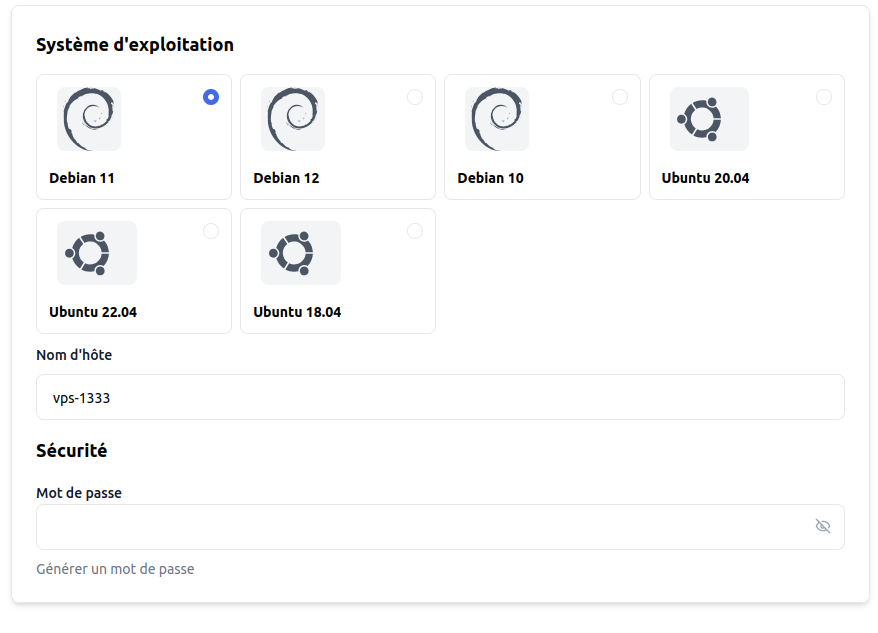 Système d'exploitation
Debian 11
Debian 12
Debian 10
Ubuntu 20.04
Ubuntu 22.04
Ubuntu 18.04
Nom d'hôte
vps-1333
Sécurité
Mot de passe
Générer un mot de passe